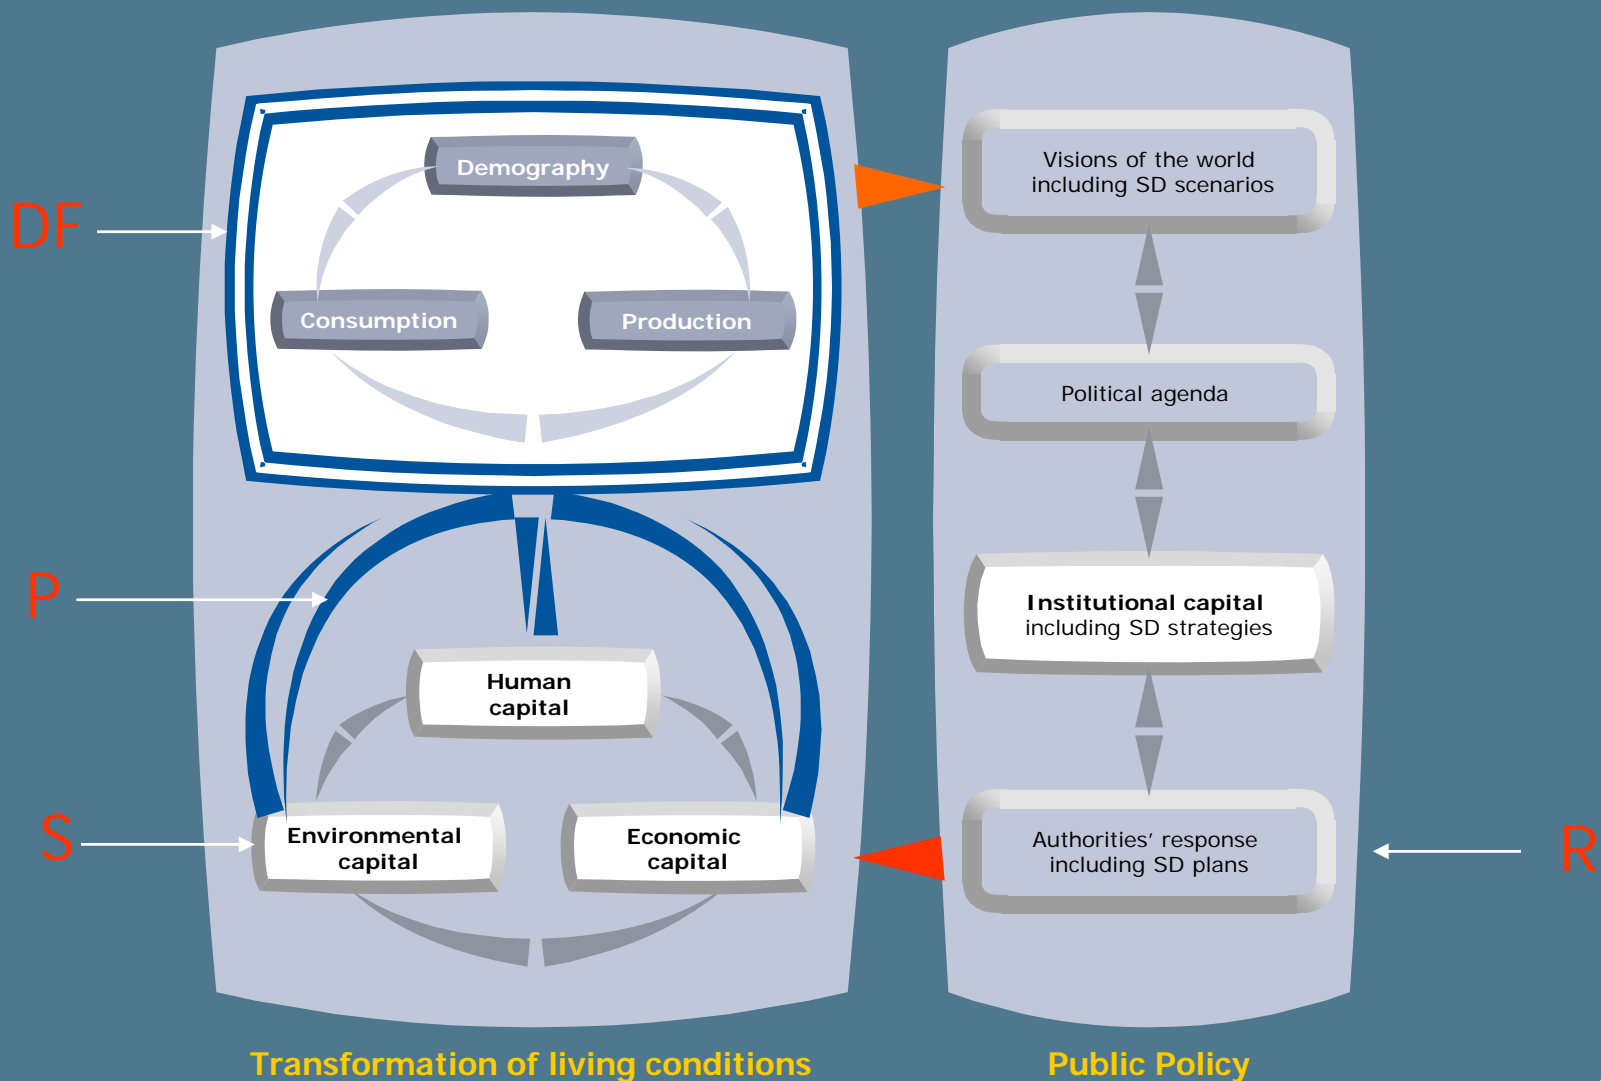 DF
Demography
Consumption
Production
P
Human
capital
S
Environmental
capital
Economic
capital
Transformation of living conditions
Visions of the world
including SD scenarios
Political agenda
Institutional capital
including SD strategies
Authorities’ response
including SD plans
R
Public Policy